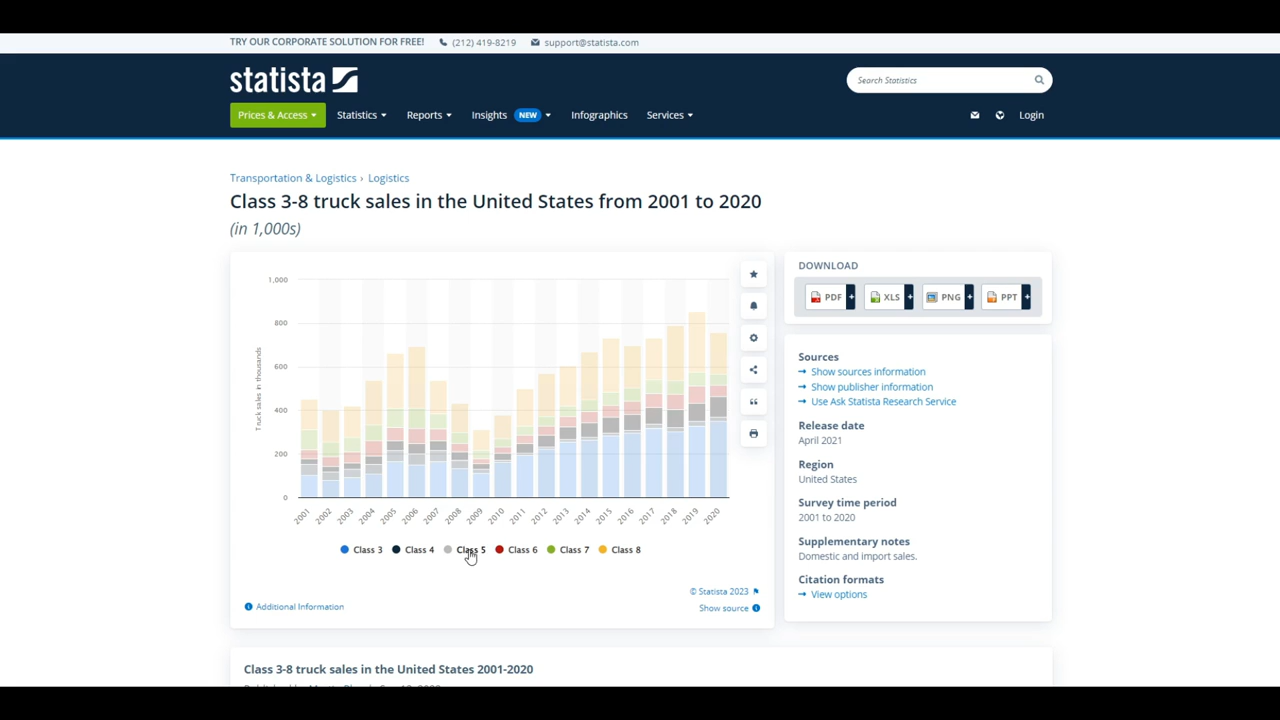 TRY OUR CORPORATE SOLUTION FOR FREE! (212) 419-8219 support@statista.com
statista
Search Statistics
Prices & Access Statistics Reports Insights NEW Infographics Services Login
Transportation & Logistics › Logistics
Class 3-8 truck sales in the United States from 2001 to 2020
(in 1,000s)
Truck sales in thousands
1,000
800
600
400
200
0
2001 2002 2003 2004 2005 2006 2007 2008 2009 2010 2011 2012 2013 2014 2015 2016 2017 2018 2019 2020
Class 3 Class 4 Class 5 Class 6 Class 7 Class 8
© Statista 2023
Additional Information
Show source
DOWNLOAD
PDF + XLS + PNG + PPT +
Sources
→ Show sources information
→ Show publisher information
→ Use Ask Statista Research Service
Release date
April 2021
Region
United States
Survey time period
2001 to 2020
Supplementary notes
Domestic and import sales.
Citation formats
→ View options
Class 3-8 truck sales in the United States 2001-2020